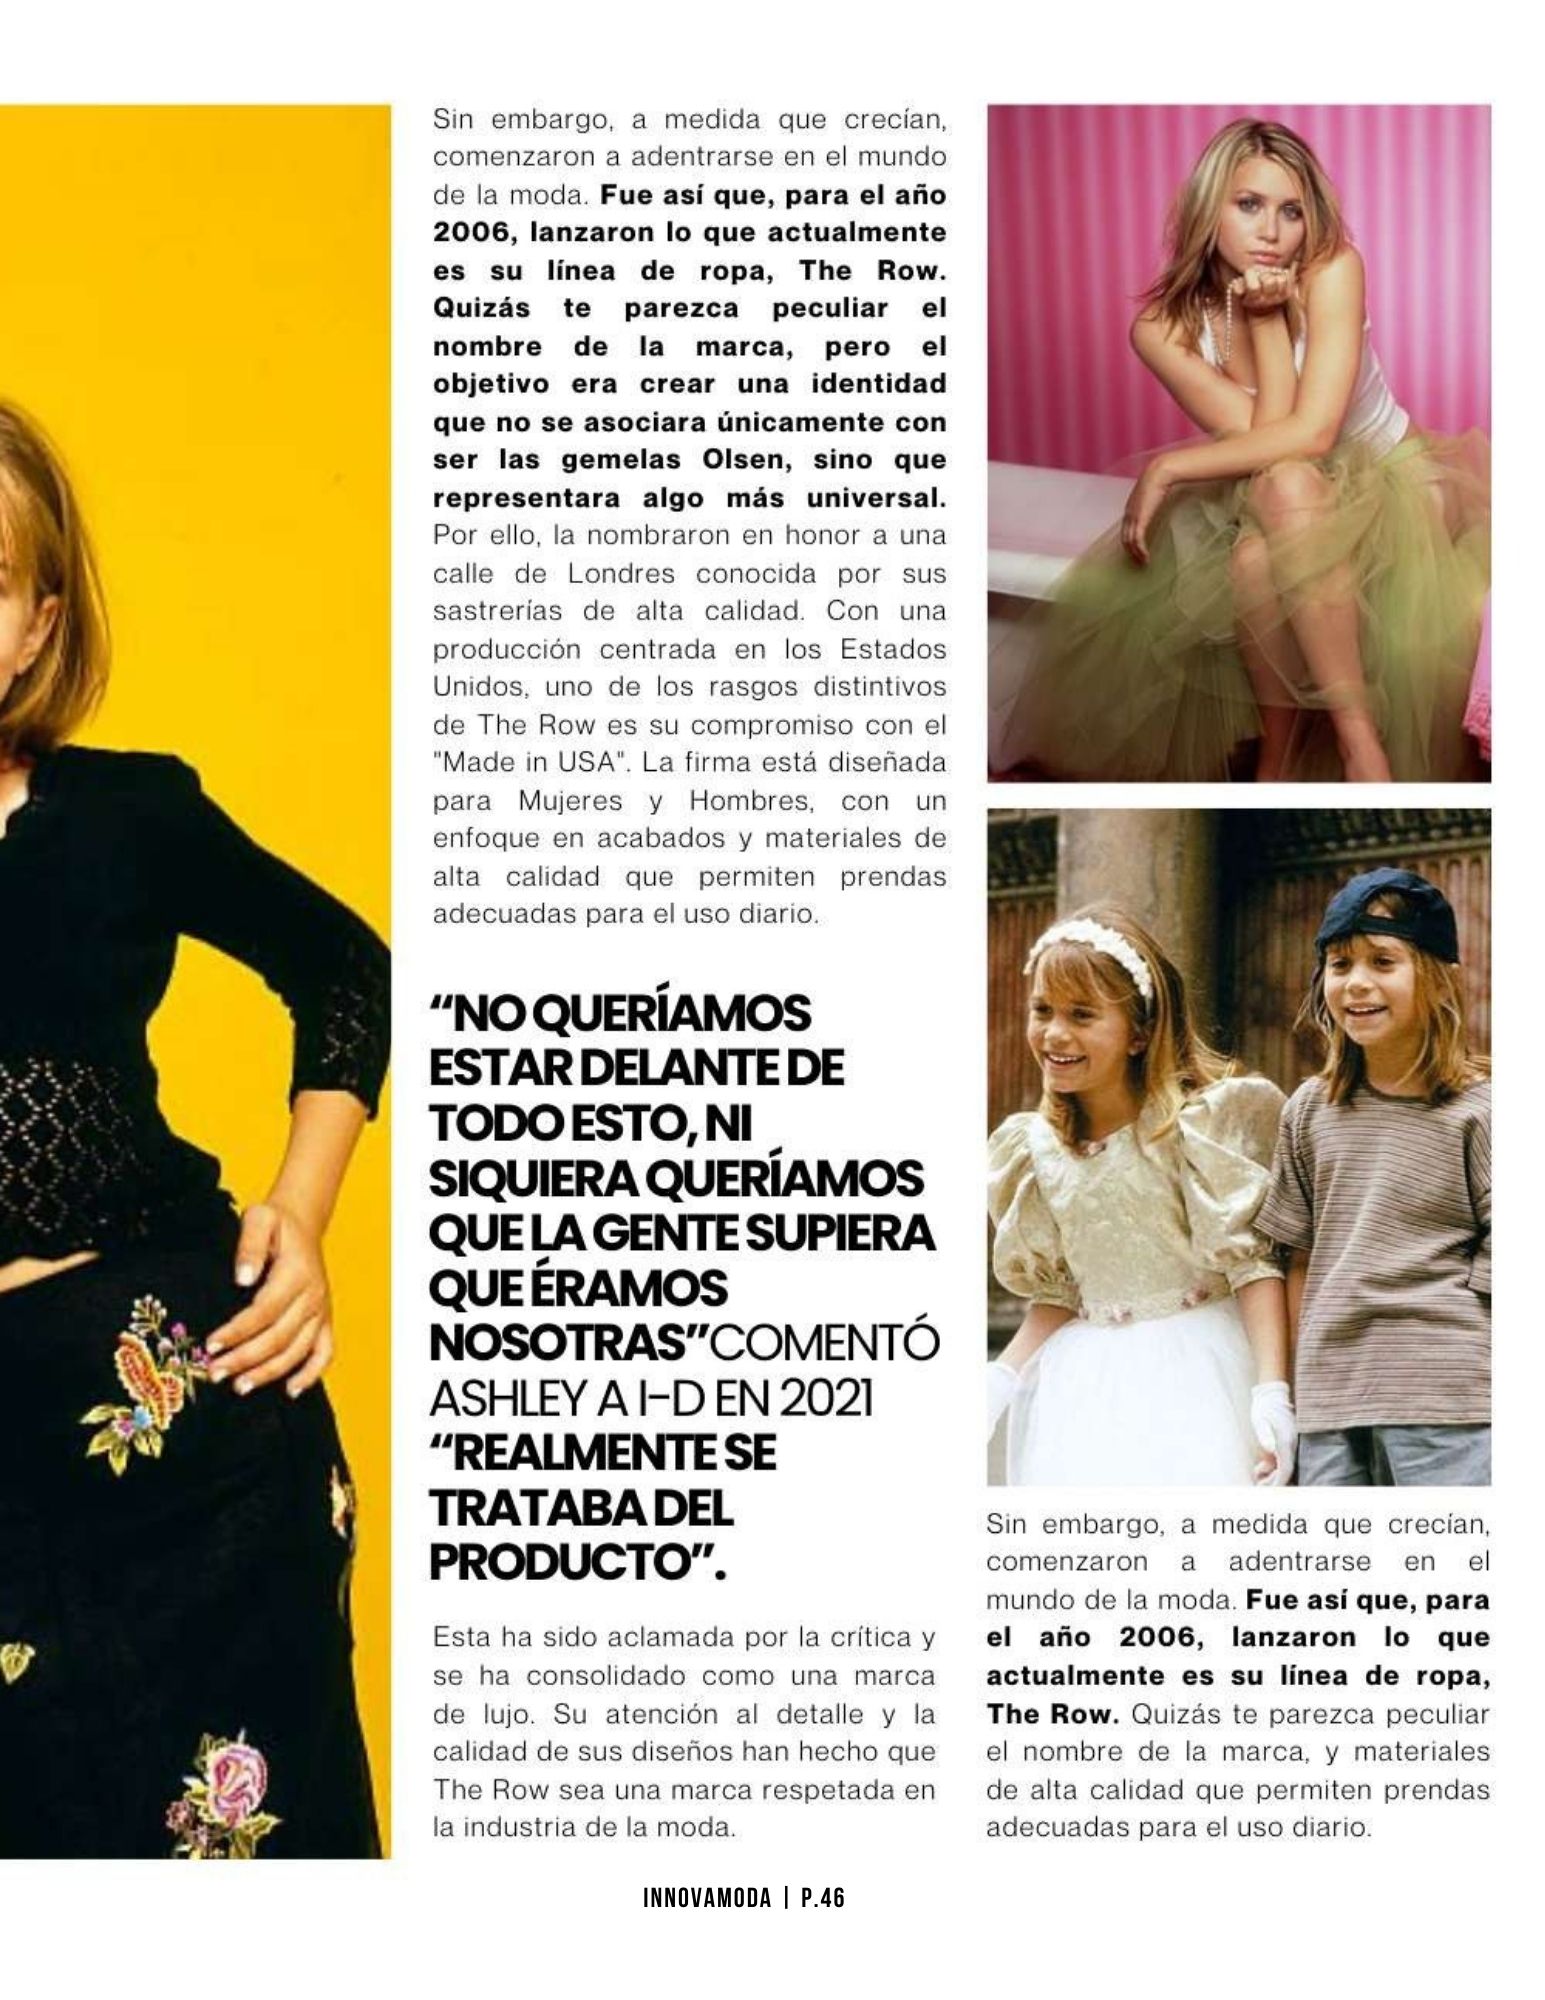 Sin embargo, a medida que crecían,
comenzaron a adentrarse en el mundo
de la moda. Fue así que, para el año
2006, lanzaron lo que actualmente
es su línea de ropa, The Row.
Quizás te parezca peculiar el
nombre de la marca, pero el
objetivo era crear una identidad
que no se asociara únicamente con
ser las gemelas Olsen, sino que
representara algo más universal.
Por ello, la nombraron en honor a una
calle de Londres conocida por sus
sastrerías de alta calidad. Con una
producción centrada en los Estados
Unidos, uno de los rasgos distintivos
de The Row es su compromiso con el
"Made in USA". La firma está diseñada
para Mujeres y Hombres, con un
enfoque en acabados y materiales de
alta calidad que permiten prendas
adecuadas para el uso diario.
“NO QUERÍAMOS
ESTAR DELANTE DE
TODO ESTO, NI
SIQUIERA QUERÍAMOS
QUE LA GENTE SUPIERA
QUE ÉRAMOS
NOSOTRAS” COMENTÓ
ASHLEY A I-D EN 2021
“REALMENTE SE
TRATABA DEL
PRODUCTO”.
Esta ha sido aclamada por la crítica y
se ha consolidado como una marca
de lujo. Su atención al detalle y la
calidad de sus diseños han hecho que
The Row sea una marca respetada en
la industria de la moda.
Sin embargo, a medida que crecían,
comenzaron a adentrarse en el
mundo de la moda. Fue así que, para
el año 2006, lanzaron lo que
actualmente es su línea de ropa,
The Row. Quizás te parezca peculiar
el nombre de la marca, y materiales
de alta calidad que permiten prendas
adecuadas para el uso diario.
INNOVAMODA | P.46